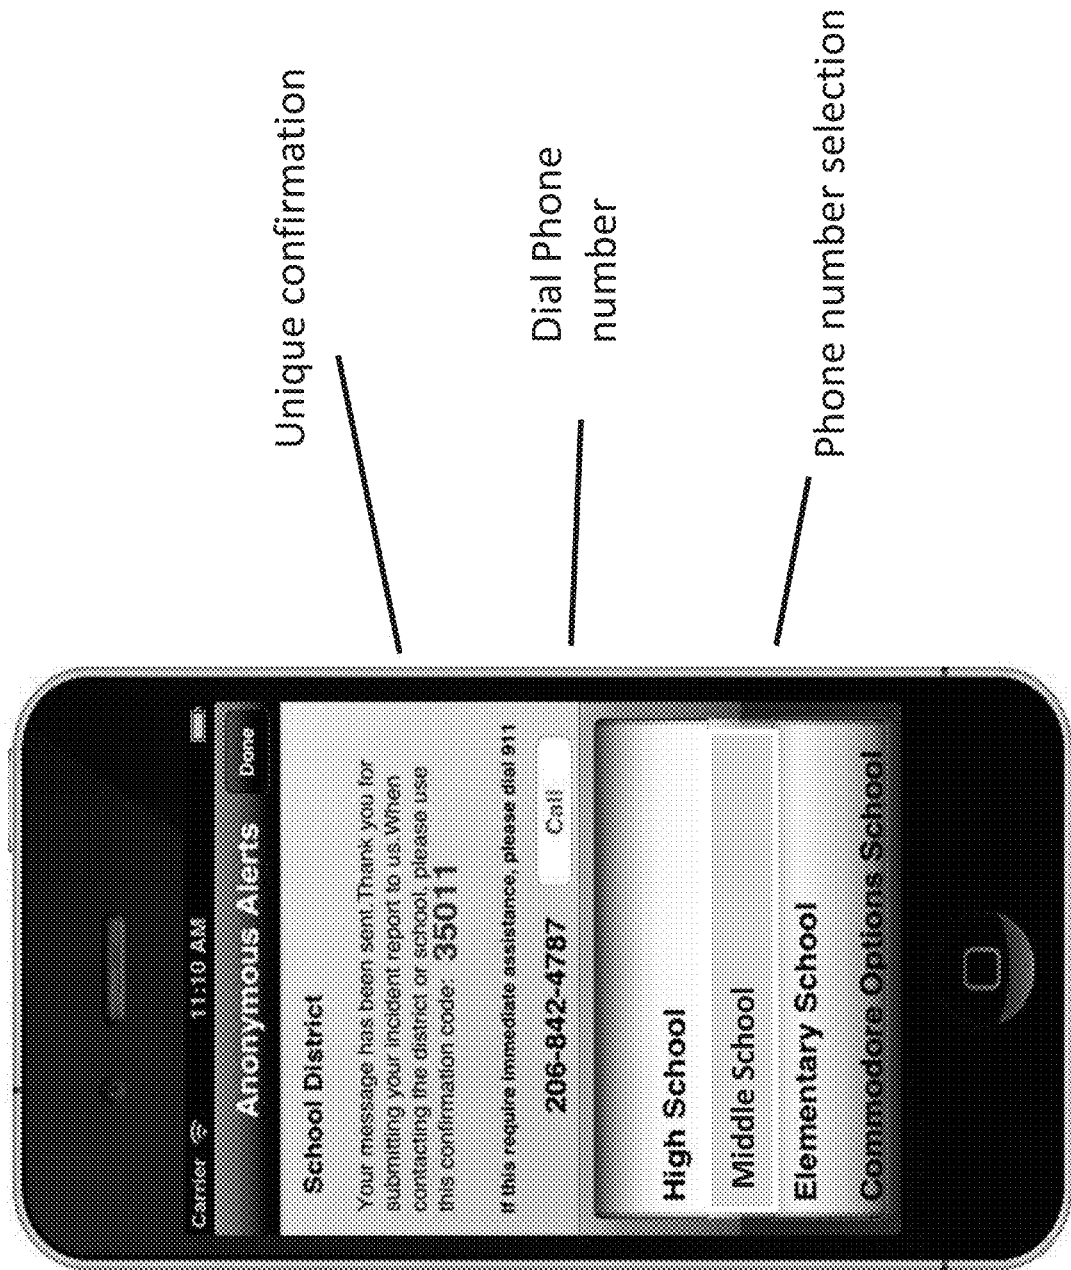 Carrier 11:10 AM
Anonymous Alerts Done
School District
Your message has been sent.Thank you for
submitting your incident report to us.When
contacting the district or school, please use
this confirmation code: 35011
If this require immediate assistance, please dial 911
206-842-4787 Call
High School
Middle School
Elementary School
Commodore Options School
Unique confirmation
Dial Phone
number
Phone number selection